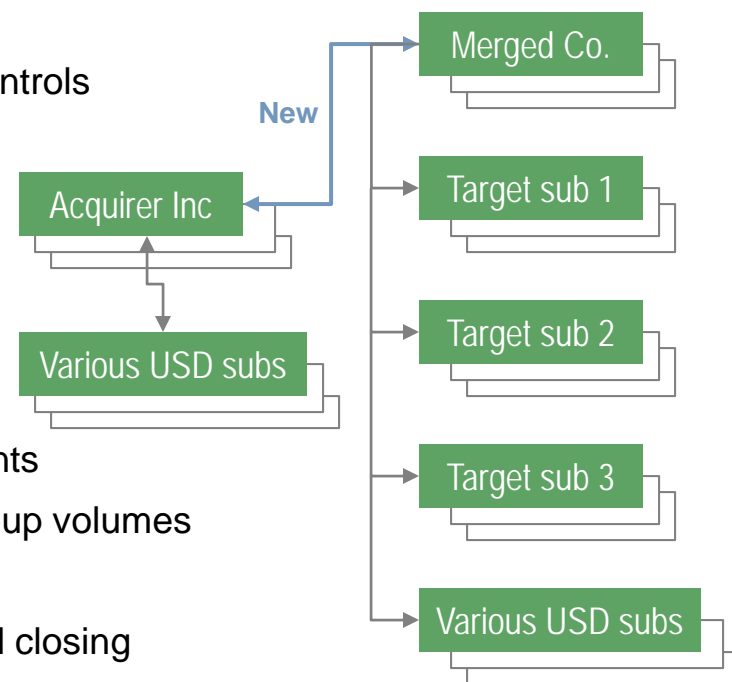 Merged Co.
ntrols
New
Target sub 1
Acquirer Inc
Target sub 2
Various USD subs
nts
Target sub 3
up volumes
Various USD subs
closing